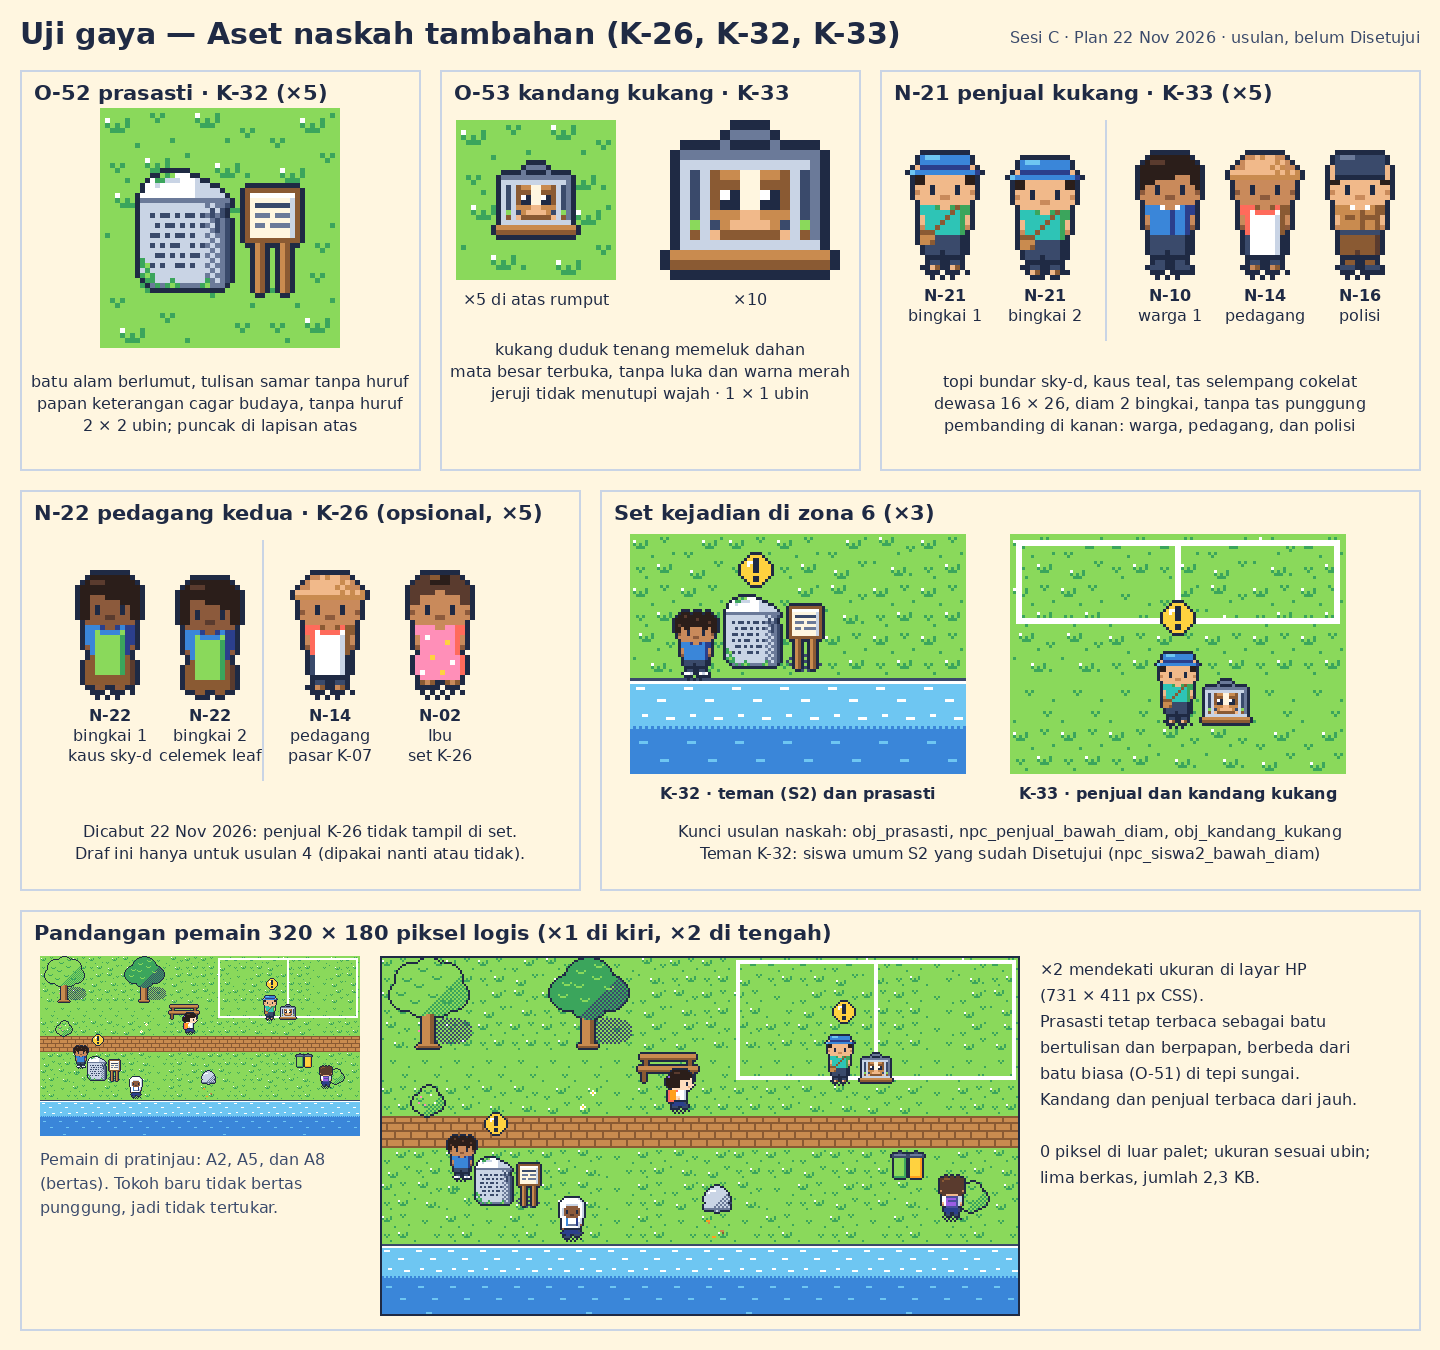 Uji gaya — Aset naskah tambahan (K-26, K-32, K-33)
Sesi C · Plan 22 Nov 2026 · usulan, belum Disetujui
O-52 prasasti · K-32 (×5)
batu alam berlumut, tulisan samar tanpa huruf
papan keterangan cagar budaya, tanpa huruf
2 × 2 ubin; puncak di lapisan atas
O-53 kandang kukang · K-33
×5 di atas rumput
×10
kukang duduk tenang memeluk dahan
mata besar terbuka, tanpa luka dan warna merah
jeruji tidak menutupi wajah · 1 × 1 ubin
N-21 penjual kukang · K-33 (×5)
N-21
bingkai 1
N-21
bingkai 2
N-10
warga 1
N-14
pedagang
N-16
polisi
topi bundar sky-d, kaus teal, tas selempang cokelat
dewasa 16 × 26, diam 2 bingkai, tanpa tas punggung
pembanding di kanan: warga, pedagang, dan polisi
N-22 pedagang kedua · K-26 (opsional, ×5)
N-22
bingkai 1
kaus sky-d
N-22
bingkai 2
celemek leaf
N-14
pedagang
pasar K-07
N-02
Ibu
set K-26
Dicabut 22 Nov 2026: penjual K-26 tidak tampil di set.
Draf ini hanya untuk usulan 4 (dipakai nanti atau tidak).
Set kejadian di zona 6 (×3)
!
!
K-32 · teman (S2) dan prasasti
K-33 · penjual dan kandang kukang
Kunci usulan naskah: obj_prasasti, npc_penjual_bawah_diam, obj_kandang_kukang
Teman K-32: siswa umum S2 yang sudah Disetujui (npc_siswa2_bawah_diam)
Pandangan pemain 320 × 180 piksel logis (×1 di kiri, ×2 di tengah)
!
!
Pemain di pratinjau: A2, A5, dan A8
(bertas). Tokoh baru tidak bertas
punggung, jadi tidak tertukar.
!
!
×2 mendekati ukuran di layar HP
(731 × 411 px CSS).
Prasasti tetap terbaca sebagai batu
bertulisan dan berpapan, berbeda dari
batu biasa (O-51) di tepi sungai.
Kandang dan penjual terbaca dari jauh.
0 piksel di luar palet; ukuran sesuai ubin;
lima berkas, jumlah 2,3 KB.